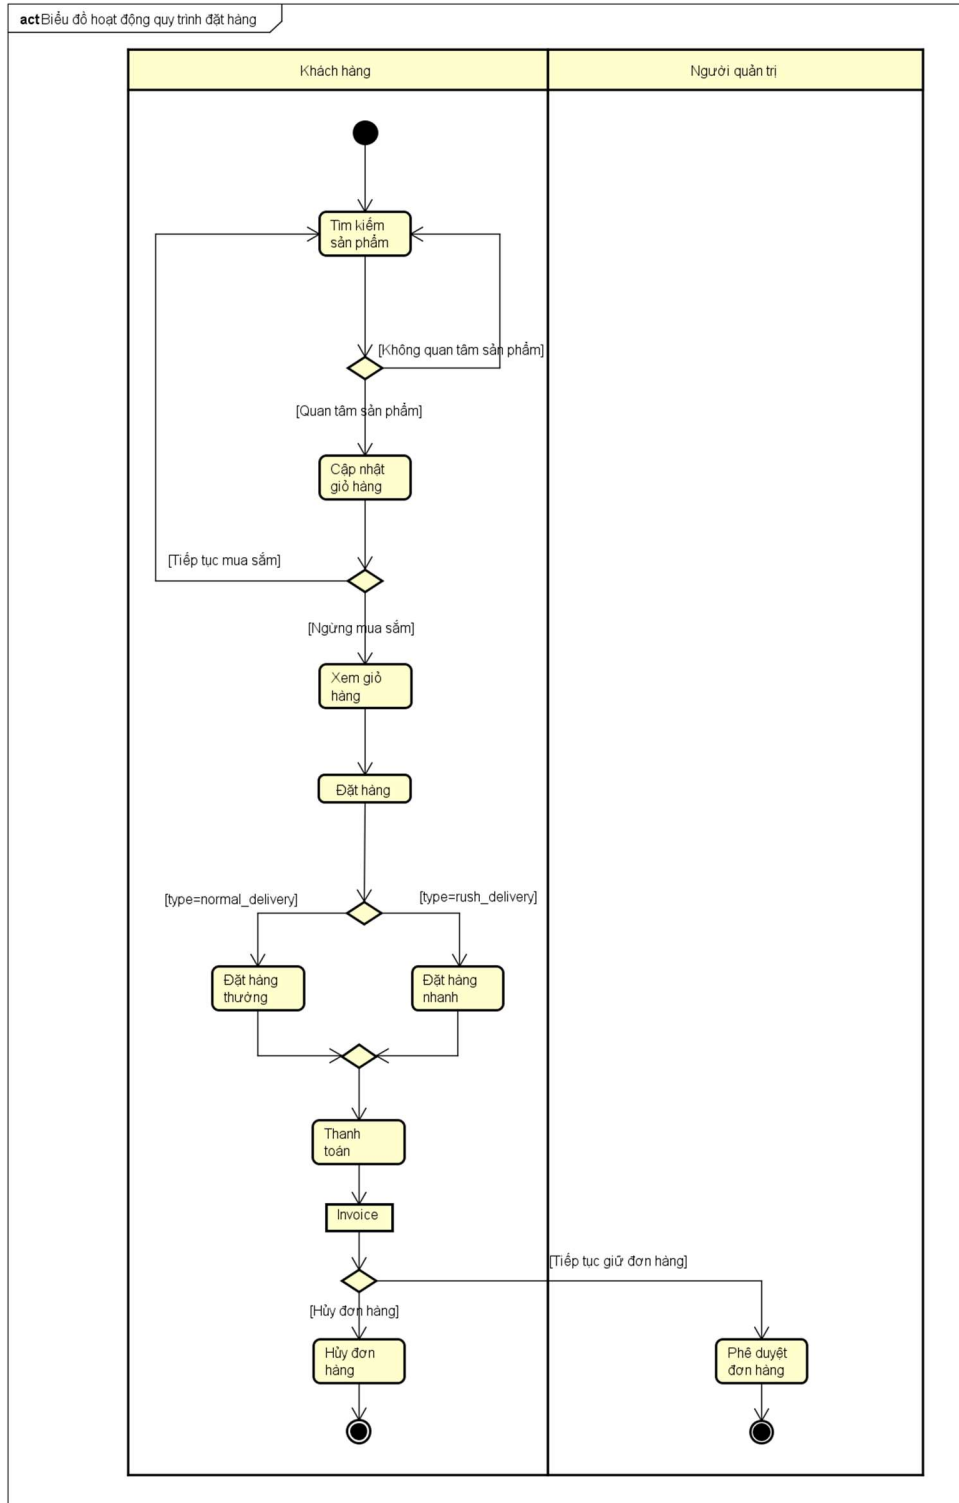 act Biểu đồ hoạt động quy trình đặt hàng
Khách hàng
Người quản trị
Tìm kiếm
sản phẩm
[Không quan tâm sản phẩm]
[Quan tâm sản phẩm]
Cập nhật
giỏ hàng
[Tiếp tục mua sắm]
[Ngừng mua sắm]
Xem giỏ
hàng
Đặt hàng
[type=normal_delivery]
[type=rush_delivery]
Đặt hàng
thường
Đặt hàng
nhanh
Thanh
toán
Invoice
[Tiếp tục giữ đơn hàng]
[Hủy đơn hàng]
Hủy đơn
hàng
Phê duyệt
đơn hàng